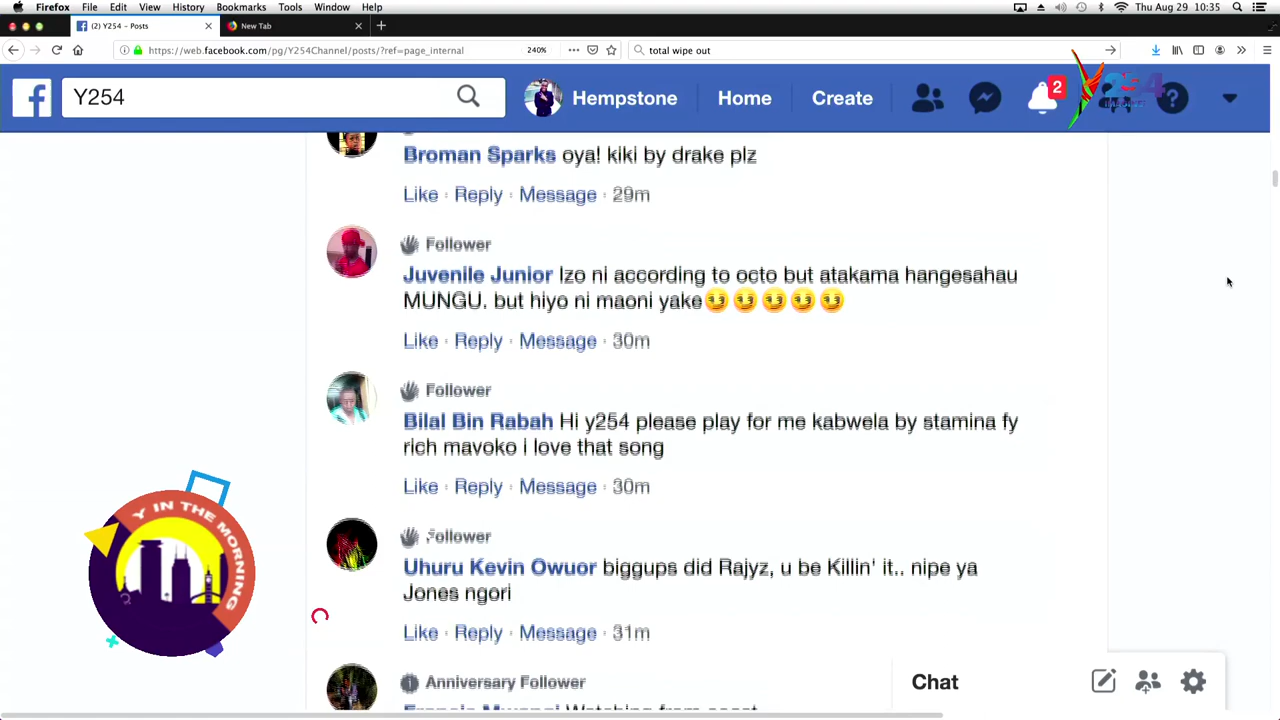 Firefox File Edit View History Bookmarks Tools Window Help Thu Aug 29 10:35
(2) Y254 - Posts New Tab
https://web.facebook.com/pg/Y254Channel/posts/?ref=page_internal 240% total wipe out
Y254 Hempstone Home Create 2
254
Broman Sparks oya! kiki by drake plz
Like · Reply · Message · 29m
Follower
Juvenile Junior Izo ni according to octo but atakama hangesahau
MUNGU. but hiyo ni maoni yake😏😏😏😏😏
Like · Reply · Message · 30m
Follower
Bilal Bin Rabah Hi y254 please play for me kabwela by stamina fy
rich mavoko i love that song
Like · Reply · Message · 30m
Follower
Uhuru Kevin Owuor biggups did Rajyz, u be Killin' it.. nipe ya
Jones ngori
Like · Reply · Message · 31m
Anniversary Follower
Y IN THE MORNING
Chat